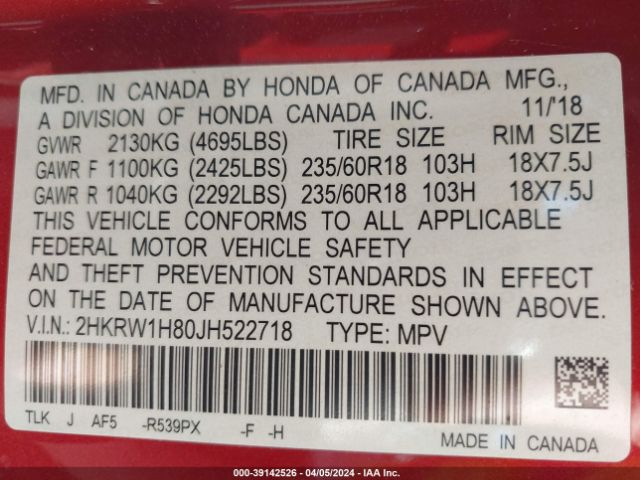 MFD. IN CANADA BY HONDA OF CANADA MFG.,
A DIVISION OF HONDA CANADA INC. 11/'18
GVWR 2130KG (4695LBS) TIRE SIZE RIM SIZE
GAWR F 1100KG (2425LBS) 235/60R18 103H 18X7.5J
GAWR R 1040KG (2292LBS) 235/60R18 103H 18X7.5J
THIS VEHICLE CONFORMS TO ALL APPLICABLE
FEDERAL MOTOR VEHICLE SAFETY
AND THEFT PREVENTION STANDARDS IN EFFECT
ON THE DATE OF MANUFACTURE SHOWN ABOVE.
V.I.N.: 2HKRW1H80JH522718 TYPE: MPV
TLK J AF5 -R539PX -F -H
MADE IN CANADA
000-39142526 - 04/05/2024 - IAA Inc.